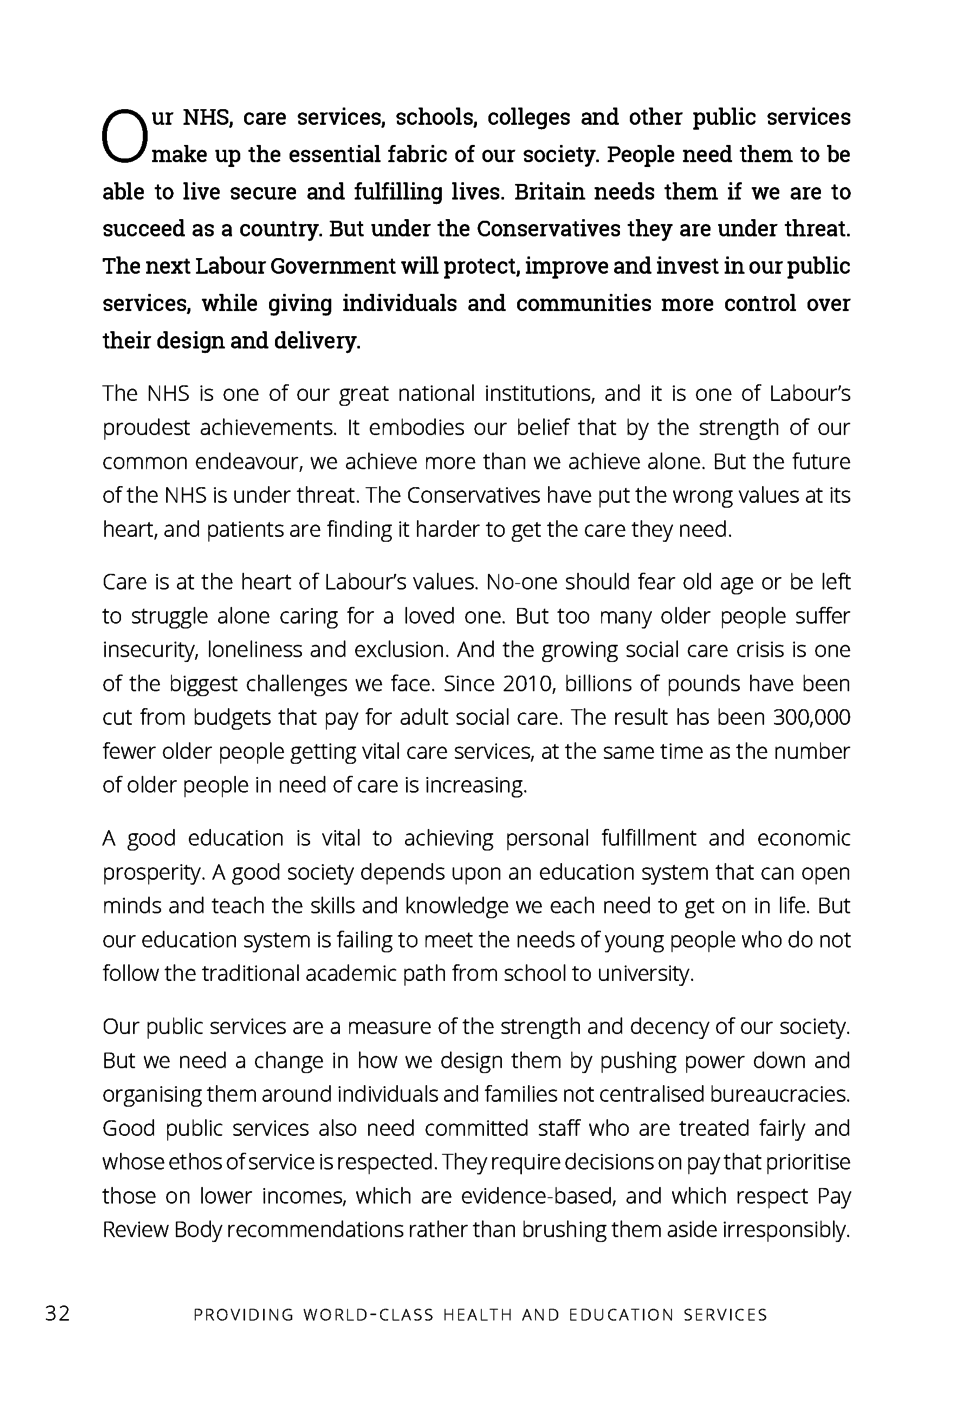 Our NHS, care services, schools, colleges and other public services
make up the essential fabric of our society. People need them to be
able to live secure and fulfilling lives. Britain needs them if we are to
succeed as a country. But under the Conservatives they are under threat.
The next Labour Government will protect, improve and invest in our public
services, while giving individuals and communities more control over
their design and delivery.
The NHS is one of our great national institutions, and it is one of Labour’s
proudest achievements. It embodies our belief that by the strength of our
common endeavour, we achieve more than we achieve alone. But the future
of the NHS is under threat. The Conservatives have put the wrong values at its
heart, and patients are finding it harder to get the care they need.
Care is at the heart of Labour’s values. No-one should fear old age or be left
to struggle alone caring for a loved one. But too many older people suffer
insecurity, loneliness and exclusion. And the growing social care crisis is one
of the biggest challenges we face. Since 2010, billions of pounds have been
cut from budgets that pay for adult social care. The result has been 300,000
fewer older people getting vital care services, at the same time as the number
of older people in need of care is increasing.
A good education is vital to achieving personal fulfillment and economic
prosperity. A good society depends upon an education system that can open
minds and teach the skills and knowledge we each need to get on in life. But
our education system is failing to meet the needs of young people who do not
follow the traditional academic path from school to university.
Our public services are a measure of the strength and decency of our society.
But we need a change in how we design them by pushing power down and
organising them around individuals and families not centralised bureaucracies.
Good public services also need committed staff who are treated fairly and
whose ethos of service is respected. They require decisions on pay that prioritise
those on lower incomes, which are evidence-based, and which respect Pay
Review Body recommendations rather than brushing them aside irresponsibly.
32 PROVIDING WORLD-CLASS HEALTH AND EDUCATION SERVICES